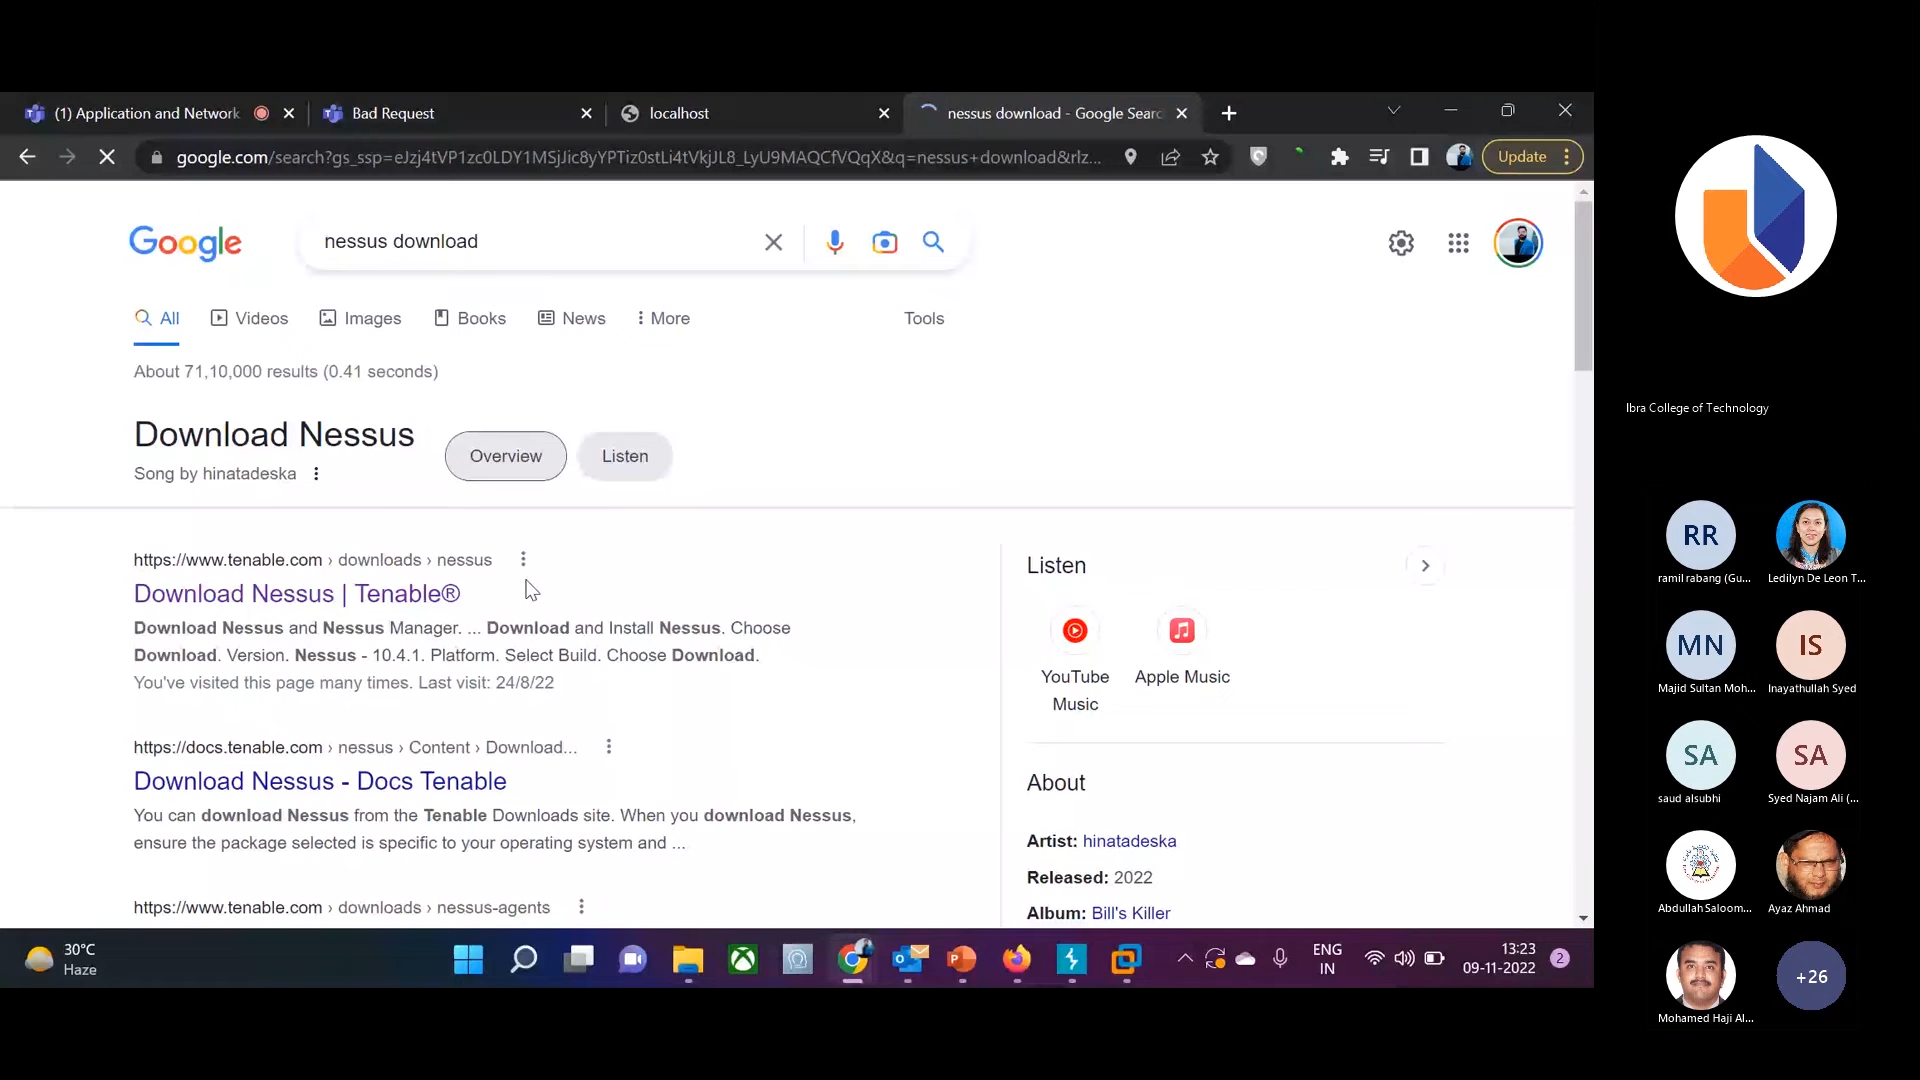 (1) Application and Network
Bad Request
localhost
nessus download - Google Searc
google.com/search?gs_ssp=eJzj4tVP1zc0LDY1MSjJic8yYPTiz0stLi4tVkjJL8_LyU9MAQCfVQqX&q=nessus+download&rlz...
Update
Google
nessus download
All
Videos
Images
Books
News
More
Tools
About 71,10,000 results (0.41 seconds)
Download Nessus
Song by hinatadeska
Overview
Listen
https://www.tenable.com › downloads › nessus
Download Nessus | Tenable®
Download Nessus and Nessus Manager. ... Download and Install Nessus. Choose
Download. Version. Nessus - 10.4.1. Platform. Select Build. Choose Download.
You've visited this page many times. Last visit: 24/8/22
https://docs.tenable.com › nessus › Content › Download...
Download Nessus - Docs Tenable
You can download Nessus from the Tenable Downloads site. When you download Nessus,
ensure the package selected is specific to your operating system and ...
https://www.tenable.com › downloads › nessus-agents
Listen
YouTube
Music
Apple Music
About
Artist: hinatadeska
Released: 2022
Album: Bill's Killer
30°C
Haze
ENG
IN
13:23
09-11-2022
2
Ibra College of Technology
RR
ramil rabang (Gu...
Ledilyn De Leon T...
MN
Majid Sultan Moh...
IS
Inayathullah Syed
SA
saud alsubhi
SA
Syed Najam Ali (...
Abdullah Saloom...
Ayaz Ahmad
Mohamed Haji Al...
+26